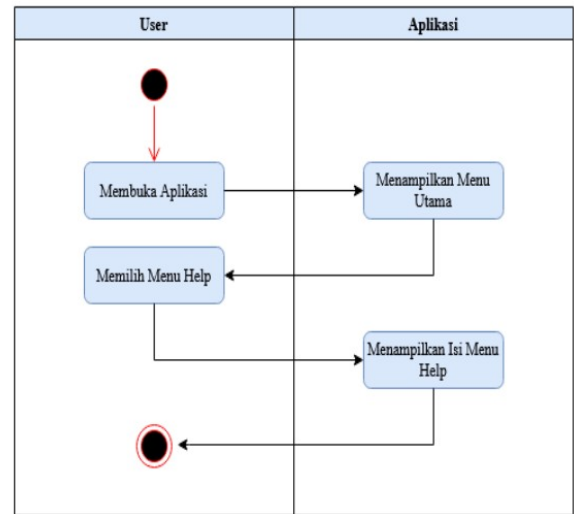 User
Aplikasi
Membuka Aplikasi
Menampilkan Menu
Utama
Memilih Menu Help
Menampilkan Isi Menu
Help